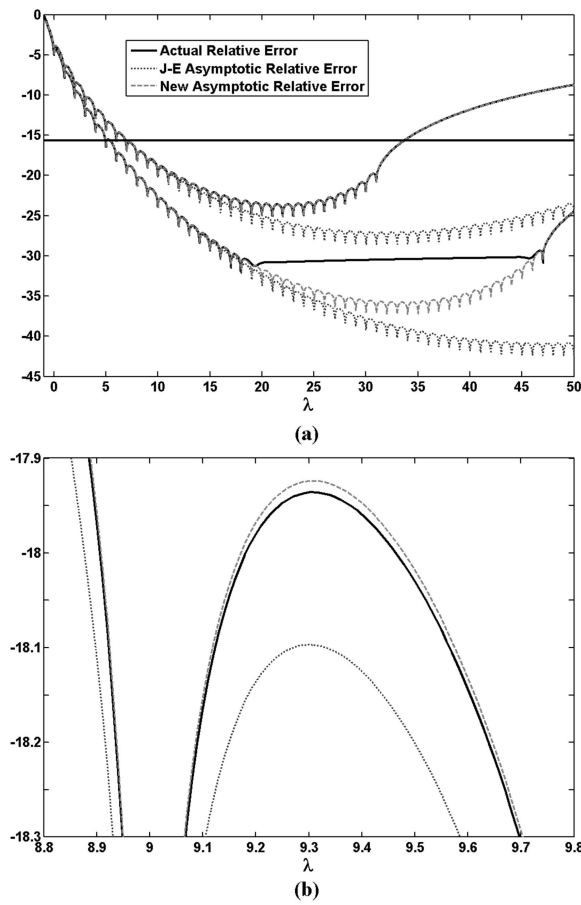 0
-5
-10
-15
-20
-25
-30
-35
-40
-45
Actual Relative Error
J-E Asymptotic Relative Error
New Asymptotic Relative Error
0 5 10 15 20 25 30 35 40 45 50
λ
(a)
-17.9
-18
-18.1
-18.2
-18.3
8.8 8.9 9 9.1 9.2 9.3 9.4 9.5 9.6 9.7 9.8
λ
(b)